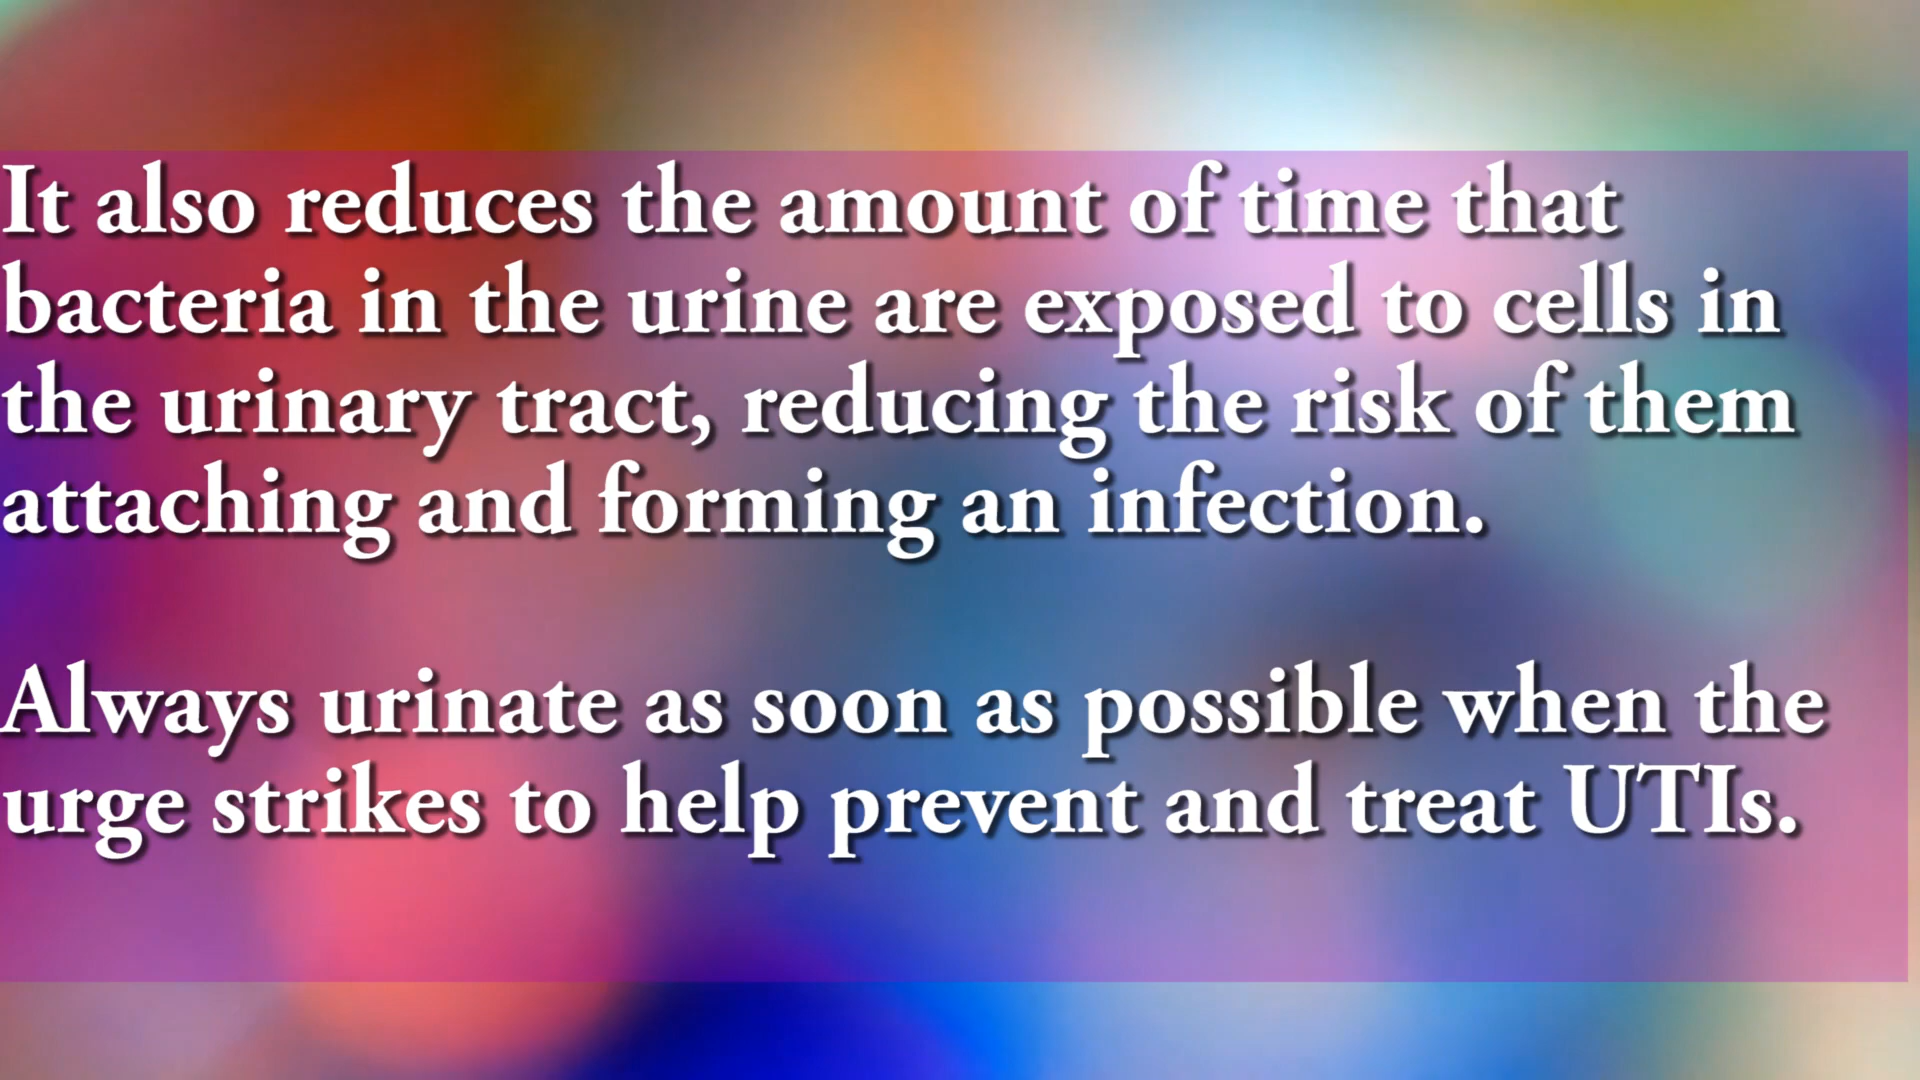 It also reduces the amount of time that
bacteria in the urine are exposed to cells in
the urinary tract, reducing the risk of them
attaching and forming an infection.
Always urinate as soon as possible when the
urge strikes to help prevent and treat UTIs.